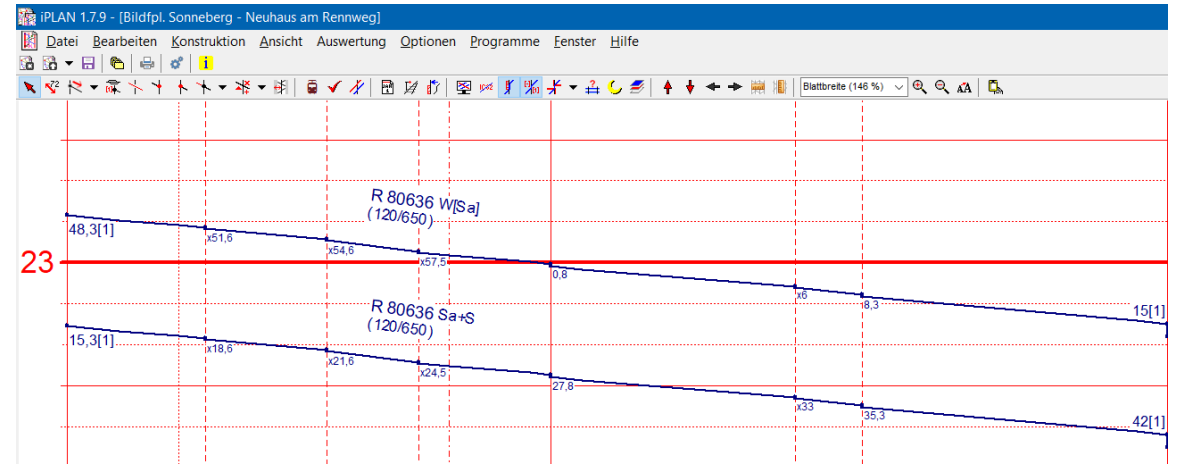 iPLAN 1.7.9 - [Bildfpl. Sonneberg - Neuhaus am Rennweg]
Datei Bearbeiten Konstruktion Ansicht Auswertung Optionen Programme Fenster Hilfe
Blattbreite (146 %)
R 80636 W[Sa]
(120/650)
48,3[1]
x51,6
x54,6
23
x57,5
0,8
x6
8,3
15[1]
R 80636 Sa+S
(120/650)
15,3[1]
x18,6
x21,6
x24,5
27,8
x33
35,3
42[1]